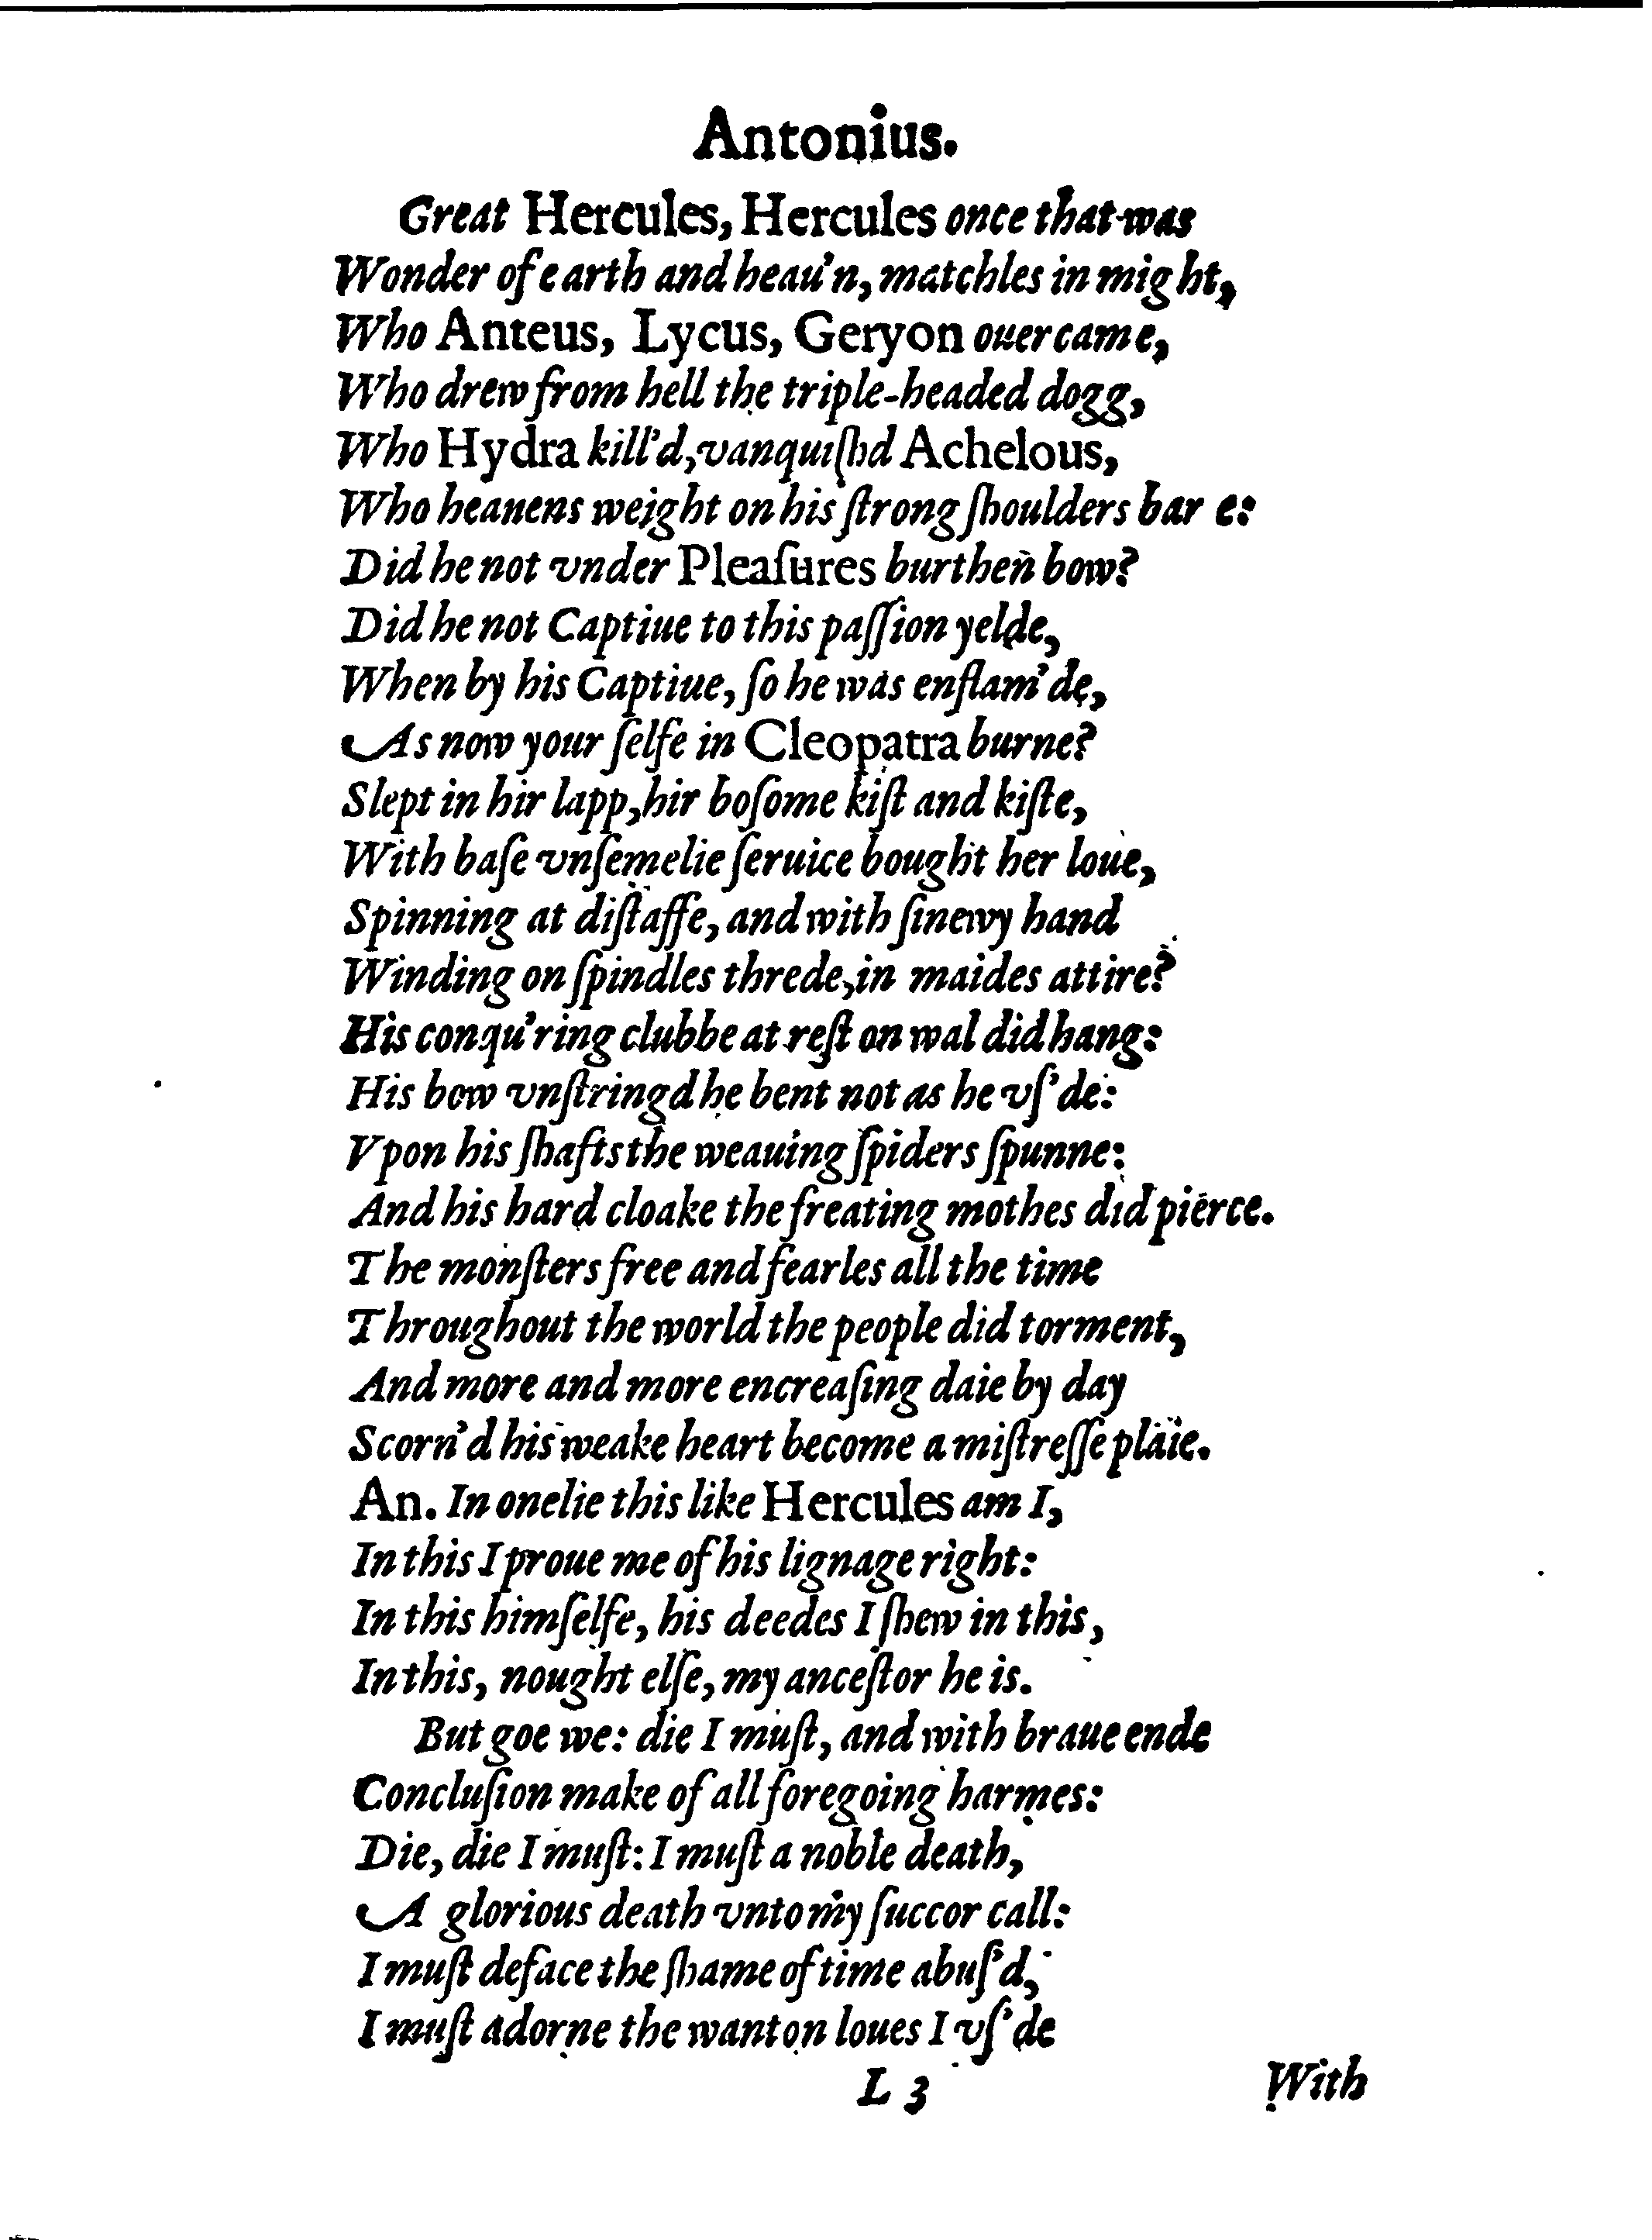 Antonius.
Great Hercules, Hercules once that was
Wonder of earth and heau'n, matchles in might,
Who Anteus, Lycus, Geryon ouercame,
Who drew from hell the triple-headed dogg,
Who Hydra kill'd, vanquiſhd Achelous,
Who heauens weight on his ſtrong ſhoulders bare:
Did he not vnder Pleaſures burthen bow?
Did he not Captiue to this paſſion yelde,
When by his Captiue, ſo he was enflam'de,
As now your ſelfe in Cleopatra burne?
Slept in hir lapp, hir boſome kiſt and kiſte,
With baſe vnſemelie ſeruice bought her loue,
Spinning at diſtaffe, and with ſinewy hand
Winding on ſpindles threde, in maides attire?
His conqu'ring clubbe at reſt on wal did hang:
His bow vnſtringd he bent not as he vſ'de:
Vpon his ſhafts the weauing ſpiders ſpunne:
And his hard cloake the freating mothes did pierce.
The monſters free and fearles all the time
Throughout the world the people did torment,
And more and more encreaſing daie by day
Scorn'd his weake heart become a miſtreſſe plaie.
An. In onelie this like Hercules am I,
In this I proue me of his lignage right:
In this himſelfe, his deedes I ſhew in this,
In this, nought elſe, my anceſtor he is.
But goe we: die I muſt, and with braue ende
Concluſion make of all foregoing harmes:
Die, die I muſt: I muſt a noble death,
A glorious death vnto my ſuccor call:
I muſt deface the ſhame of time abuſ'd,
I muſt adorne the wanton loues I vſ'de
L 3
With